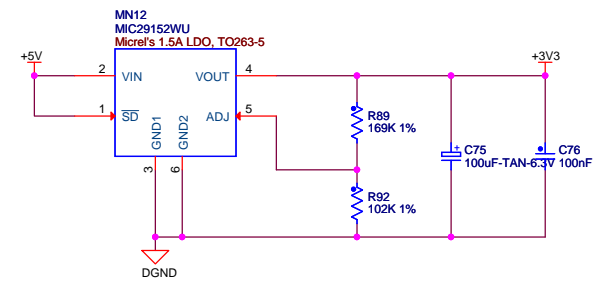 MN12
MIC29152WU
Micrel's 1.5A LDO, TO263-5
+5V
+3V3
2
VIN
VOUT
4
1
SD
ADJ
5
GND1
GND2
3
6
R89
169K 1%
R92
102K 1%
C75
100uF-TAN-6.3V
C76
100nF
DGND